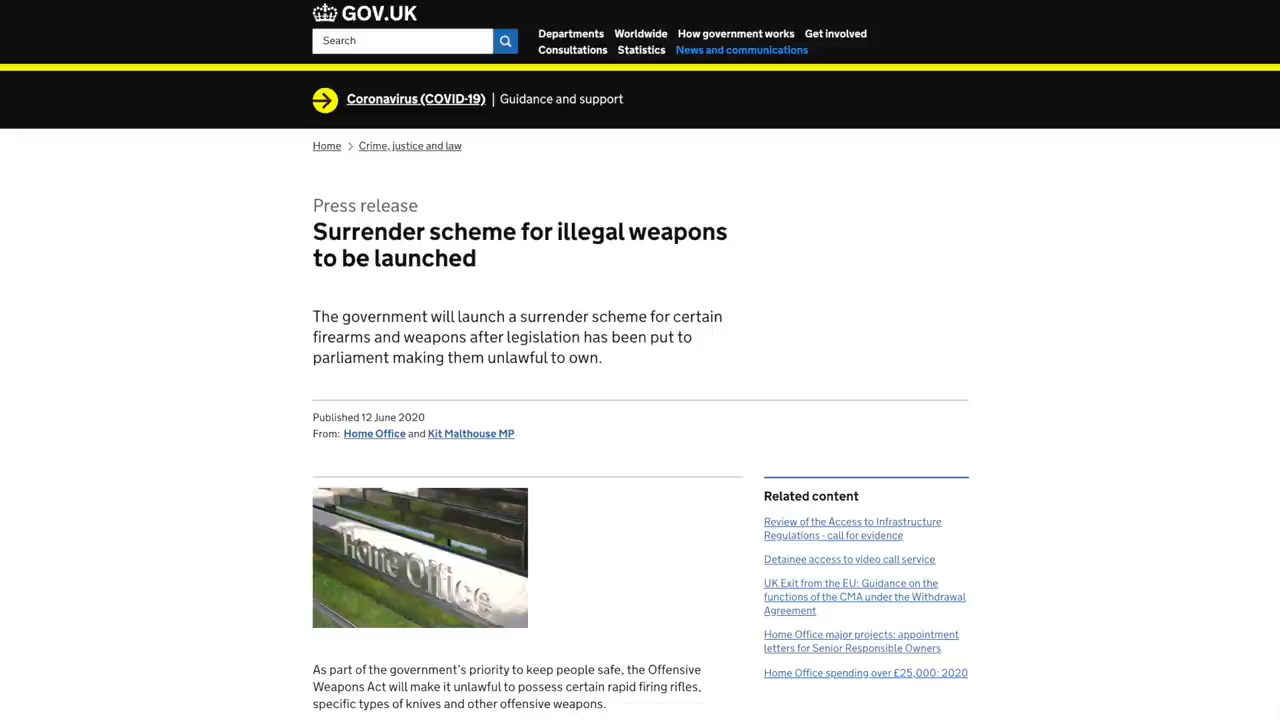 GOV.UK
Search
Departments Worldwide How government works Get involved
Consultations Statistics News and communications
Coronavirus (COVID-19) | Guidance and support
Home > Crime, justice and law
Press release
Surrender scheme for illegal weapons
to be launched
The government will launch a surrender scheme for certain
firearms and weapons after legislation has been put to
parliament making them unlawful to own.
Published 12 June 2020
From: Home Office and Kit Malthouse MP
Home Office
As part of the government's priority to keep people safe, the Offensive
Weapons Act will make it unlawful to possess certain rapid firing rifles,
specific types of knives and other offensive weapons.
Related content
Review of the Access to Infrastructure
Regulations - call for evidence
Detainee access to video call service
UK Exit from the EU: Guidance on the
functions of the CMA under the Withdrawal
Agreement
Home Office major projects: appointment
letters for Senior Responsible Owners
Home Office spending over £25,000: 2020